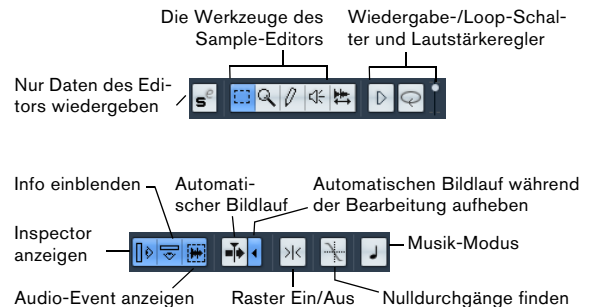 Die Werkzeuge des
Sample-Editors
Wiedergabe-/Loop-Schal-
ter und Lautstärkeregler
Nur Daten des Edi-
tors wiedergeben
s e
Info einblenden
Automati-
scher Bildlauf
Automatischen Bildlauf während
der Bearbeitung aufheben
Inspector
anzeigen
Musik-Modus
Audio-Event anzeigen
Raster Ein/Aus
Nulldurchgänge finden